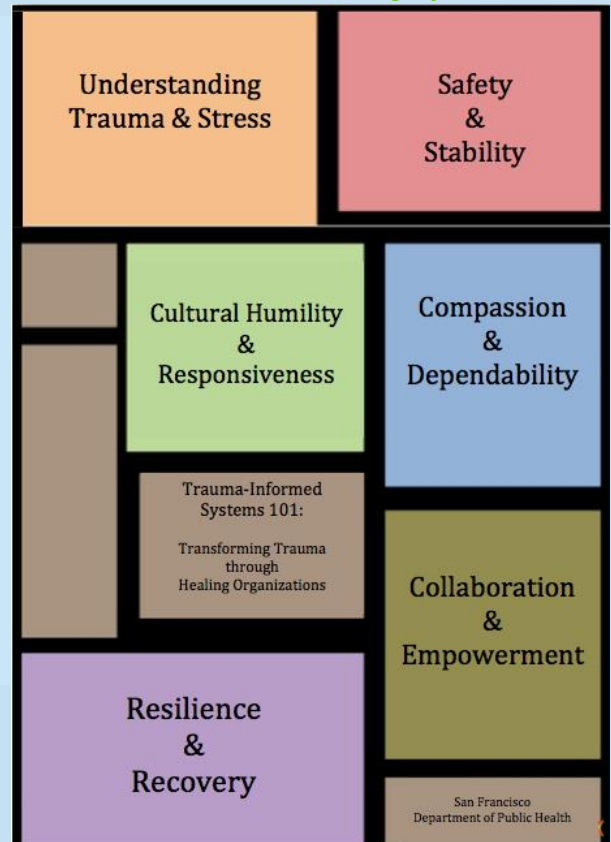 Understanding
Trauma & Stress
Safety
&
Stability
Cultural Humility
&
Responsiveness
Compassion
&
Dependability
Trauma-Informed
Systems 101:
Transforming Trauma
through
Healing Organizations
Collaboration
&
Empowerment
Resilience
&
Recovery
San Francisco
Department of Public Health